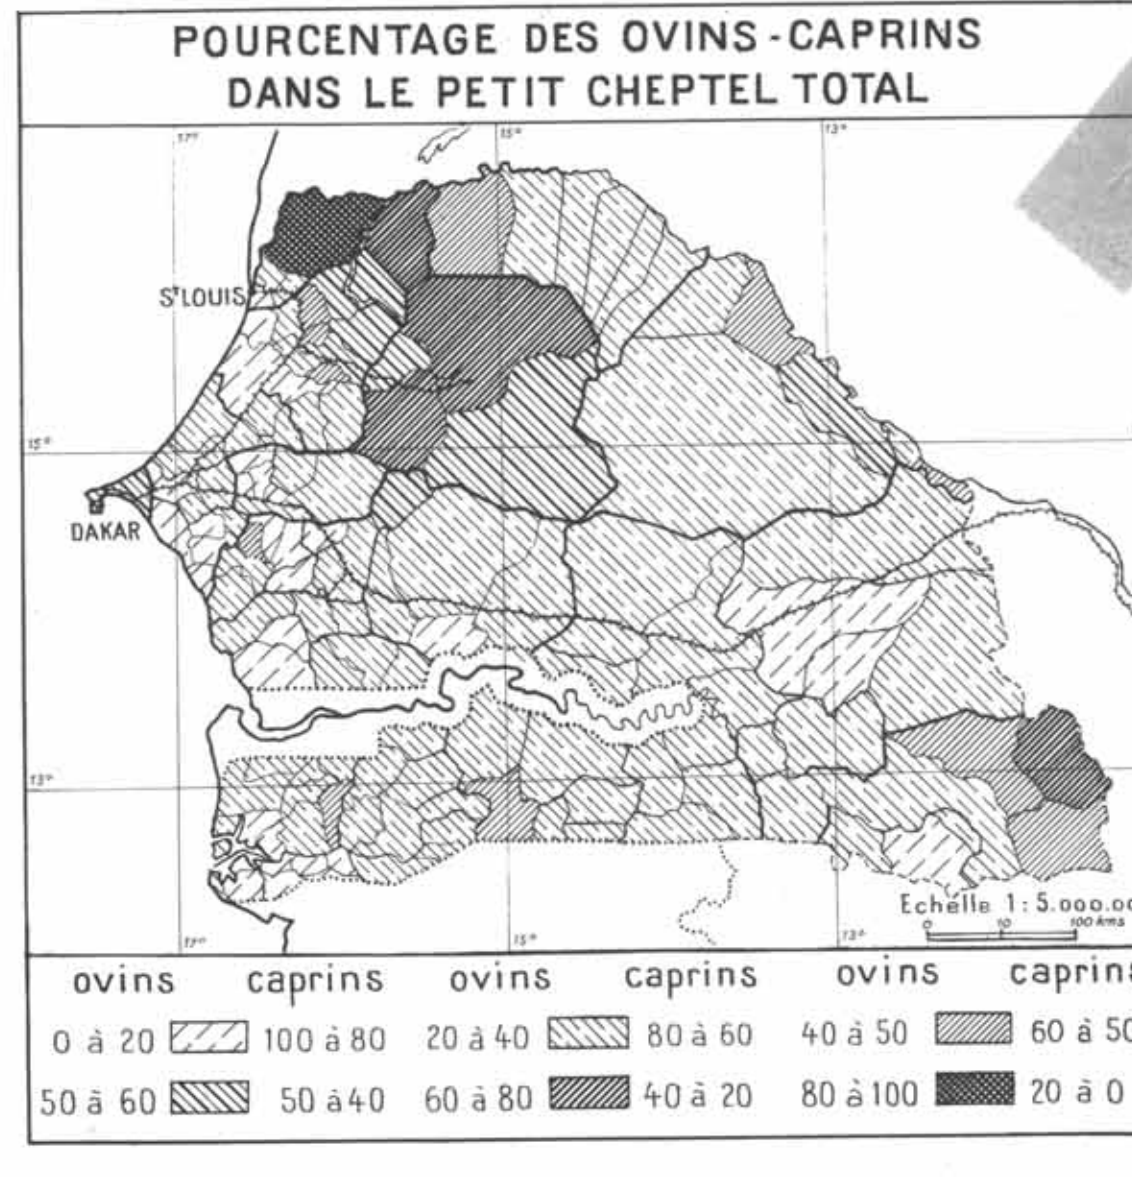 POURCENTAGE DES OVINS-CAPRINS
DANS LE PETIT CHEPTEL TOTAL
17° 15° 13°
St LOUIS
15°
DAKAR
13°
Echelle 1:5.000.00
0 10 100 kms
17° 15° 13°
ovins caprins ovins caprins ovins caprins
0 à 20 100 à 80 20 à 40 80 à 60 40 à 50 60 à 50
50 à 60 50 à 40 60 à 80 40 à 20 80 à 100 20 à 0